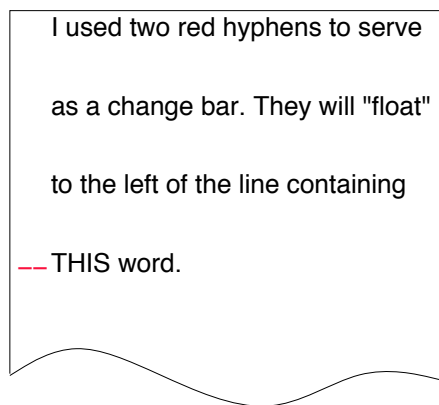 I used two red hyphens to serve
as a change bar. They will "float"
to the left of the line containing
--THIS word.